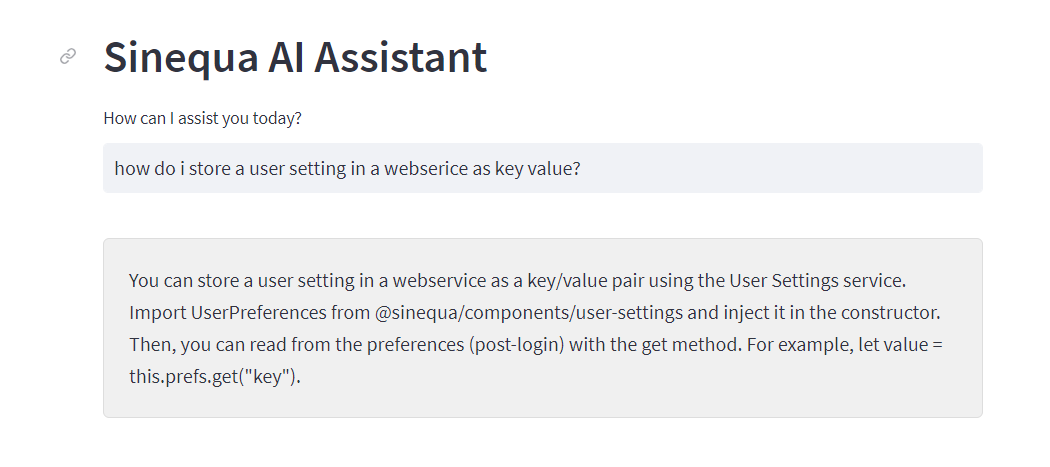 Sinequa AI Assistant
How can I assist you today?
how do i store a user setting in a webserice as key value?
You can store a user setting in a webservice as a key/value pair using the User Settings service.
Import UserPreferences from @sinequa/components/user-settings and inject it in the constructor.
Then, you can read from the preferences (post-login) with the get method. For example, let value =
this.prefs.get("key").